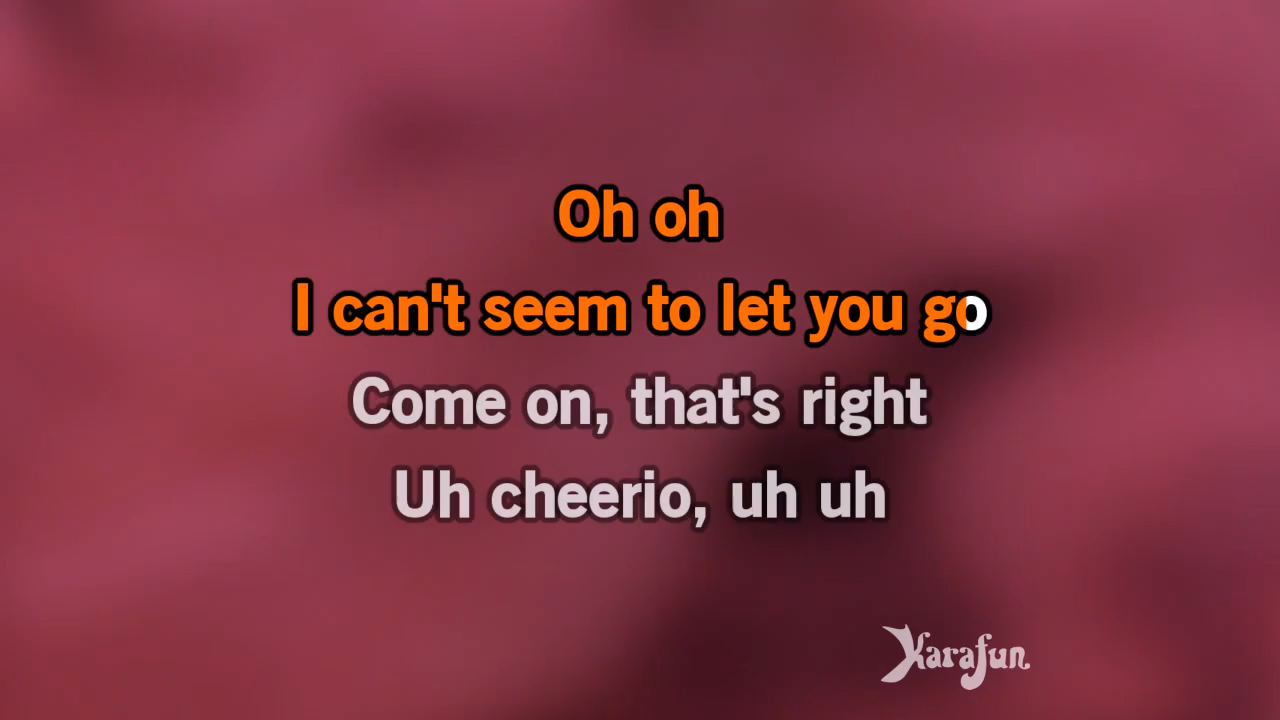 Oh oh
I can't seem to let you go
Come on, that's right
Uh cheerio, uh uh
Karafun